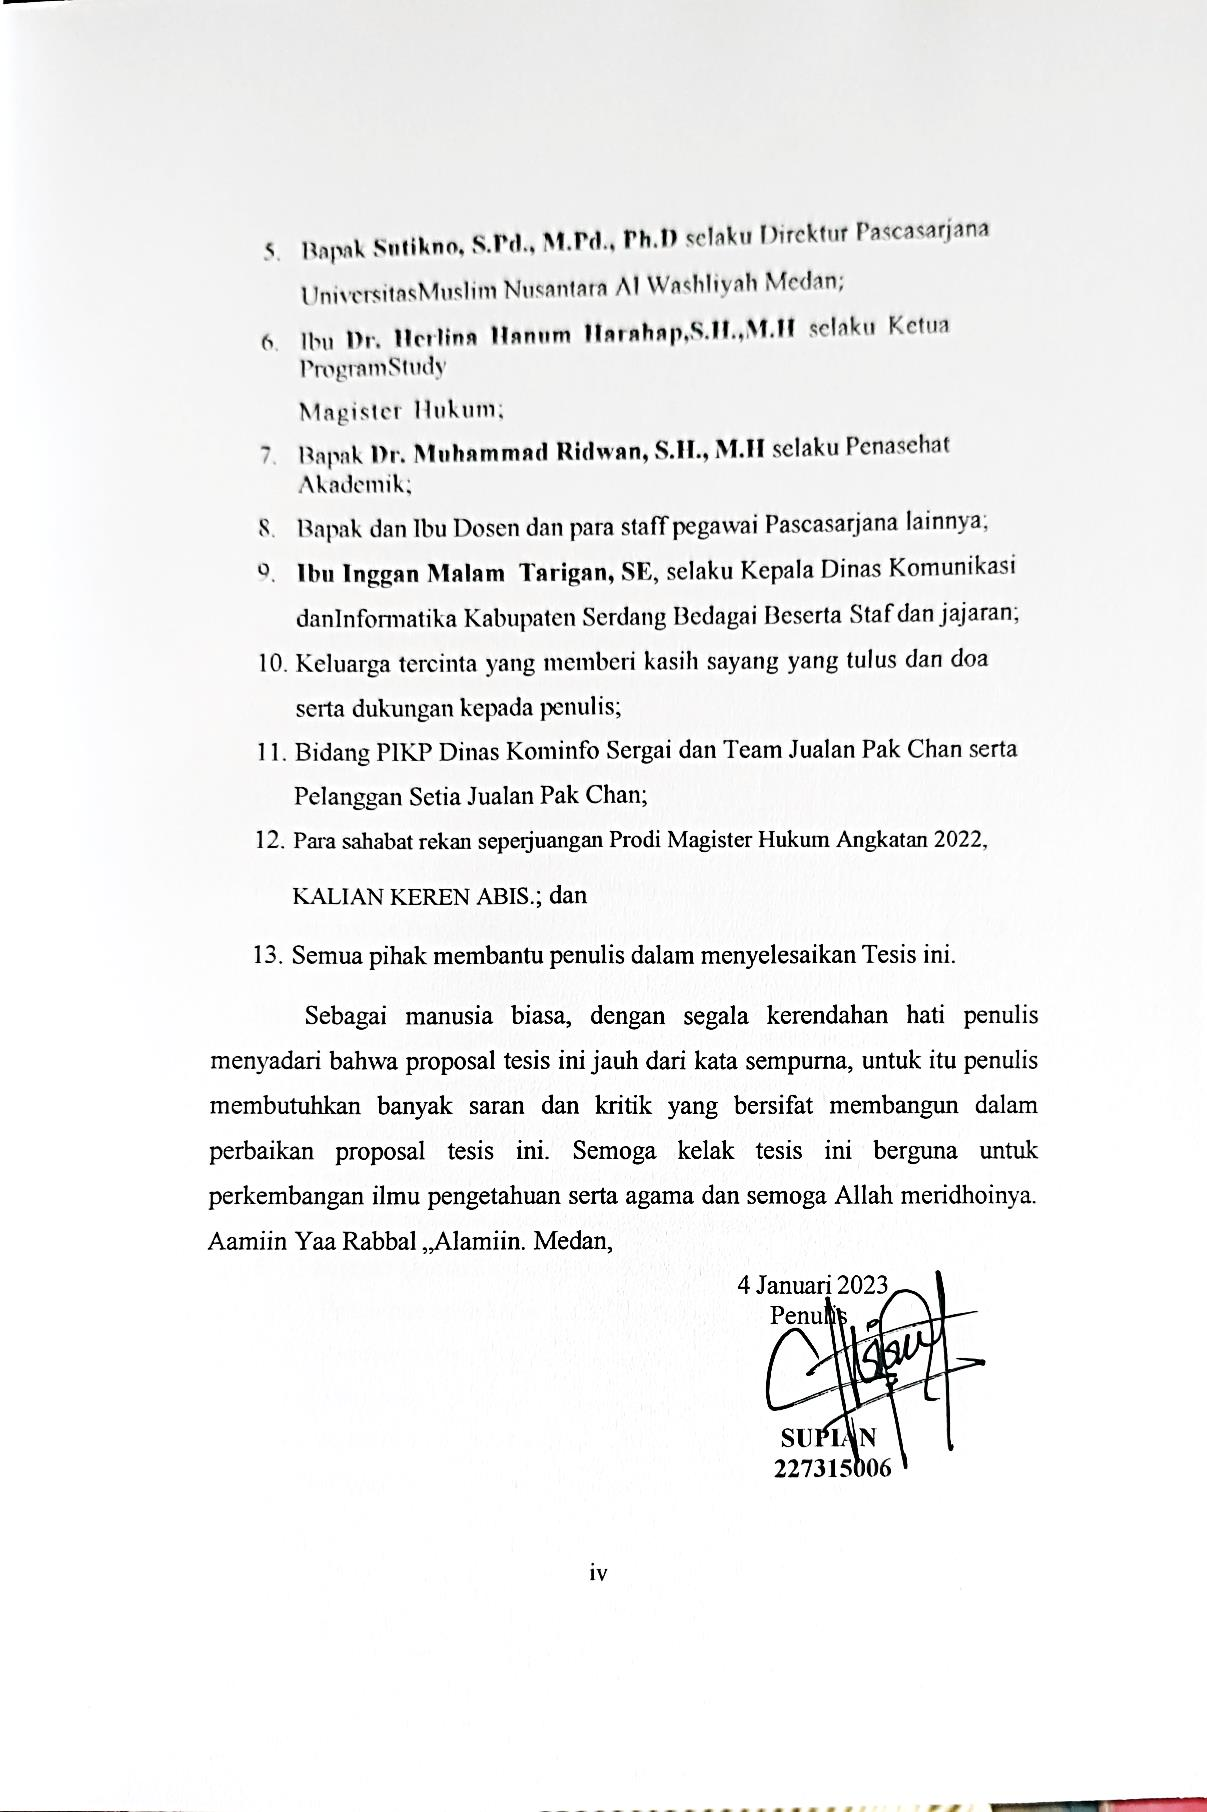 5. Bapak Sutikno, S.Pd., M.Pd., Ph.D selaku Direktur Pascasarjana
UniversitasMuslim Nusantara Al Washliyah Medan;
6. Ibu Dr. Herlina Hanum Harahap,S.H.,M.H selaku Ketua
ProgramStudy
Magister Hukum;
7. Bapak Dr. Muhammad Ridwan, S.H., M.H selaku Penasehat
Akademik;
8. Bapak dan Ibu Dosen dan para staff pegawai Pascasarjana lainnya;
9. Ibu Inggan Malam Tarigan, SE, selaku Kepala Dinas Komunikasi
danInformatika Kabupaten Serdang Bedagai Beserta Staf dan jajaran;
10. Keluarga tercinta yang memberi kasih sayang yang tulus dan doa
serta dukungan kepada penulis;
11. Bidang PIKP Dinas Kominfo Sergai dan Team Jualan Pak Chan serta
Pelanggan Setia Jualan Pak Chan;
12. Para sahabat rekan seperjuangan Prodi Magister Hukum Angkatan 2022,
KALIAN KEREN ABIS.; dan
13. Semua pihak membantu penulis dalam menyelesaikan Tesis ini.
Sebagai manusia biasa, dengan segala kerendahan hati penulis
menyadari bahwa proposal tesis ini jauh dari kata sempurna, untuk itu penulis
membutuhkan banyak saran dan kritik yang bersifat membangun dalam
perbaikan proposal tesis ini. Semoga kelak tesis ini berguna untuk
perkembangan ilmu pengetahuan serta agama dan semoga Allah meridhoinya.
Aamiin Yaa Rabbal „Alamiin. Medan,
4 Januari 2023
Penulis
SUPIAN
227315006
iv